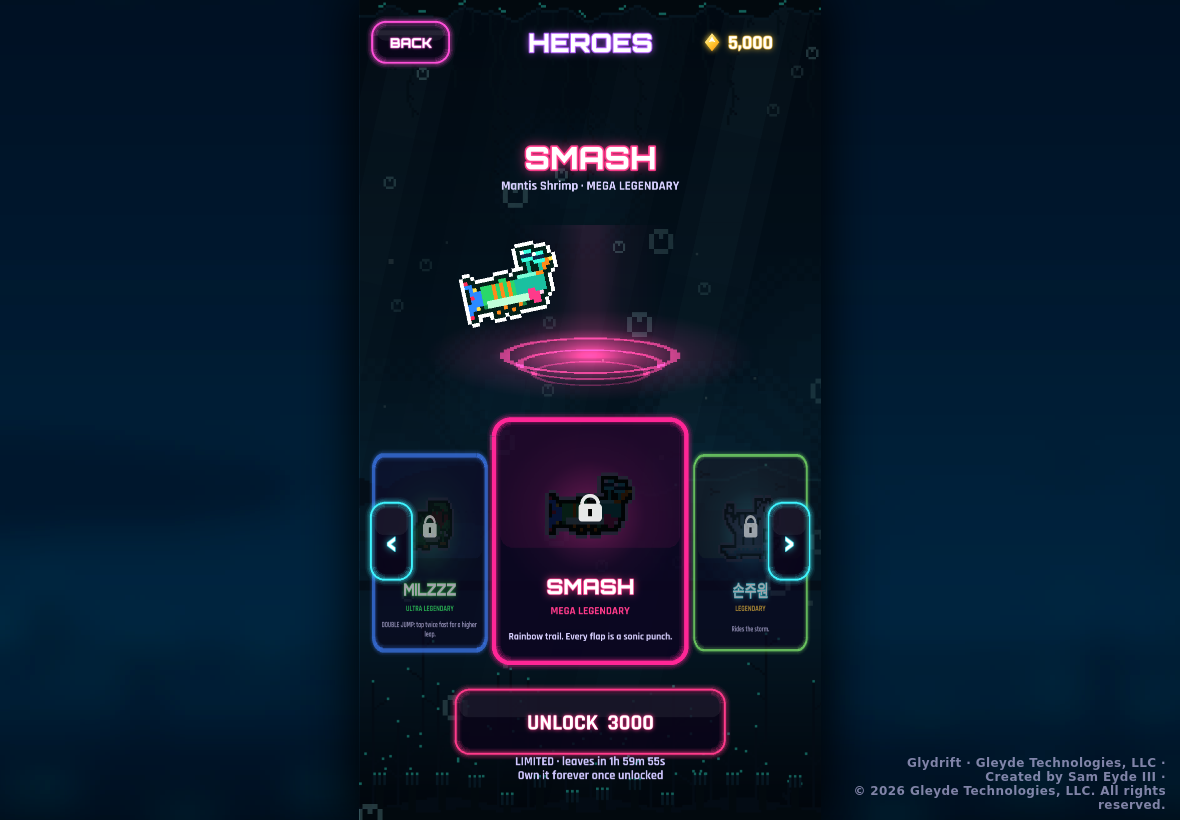 BACK
HEROES
5,000
SMASH
Mantis Shrimp · MEGA LEGENDARY
<
>
MILZZZ
ULTRA LEGENDARY
DOUBLE JUMP: tap twice fast for a higher
leap.
SMASH
MEGA LEGENDARY
Rainbow trail. Every flap is a sonic punch.
손주원
LEGENDARY
Rides the storm.
UNLOCK 3000
LIMITED · leaves in 1h 59m 55s
Own it forever once unlocked
Glydrift · Gleyde Technologies, LLC ·
Created by Sam Eyde III ·
© 2026 Gleyde Technologies, LLC. All rights
reserved.